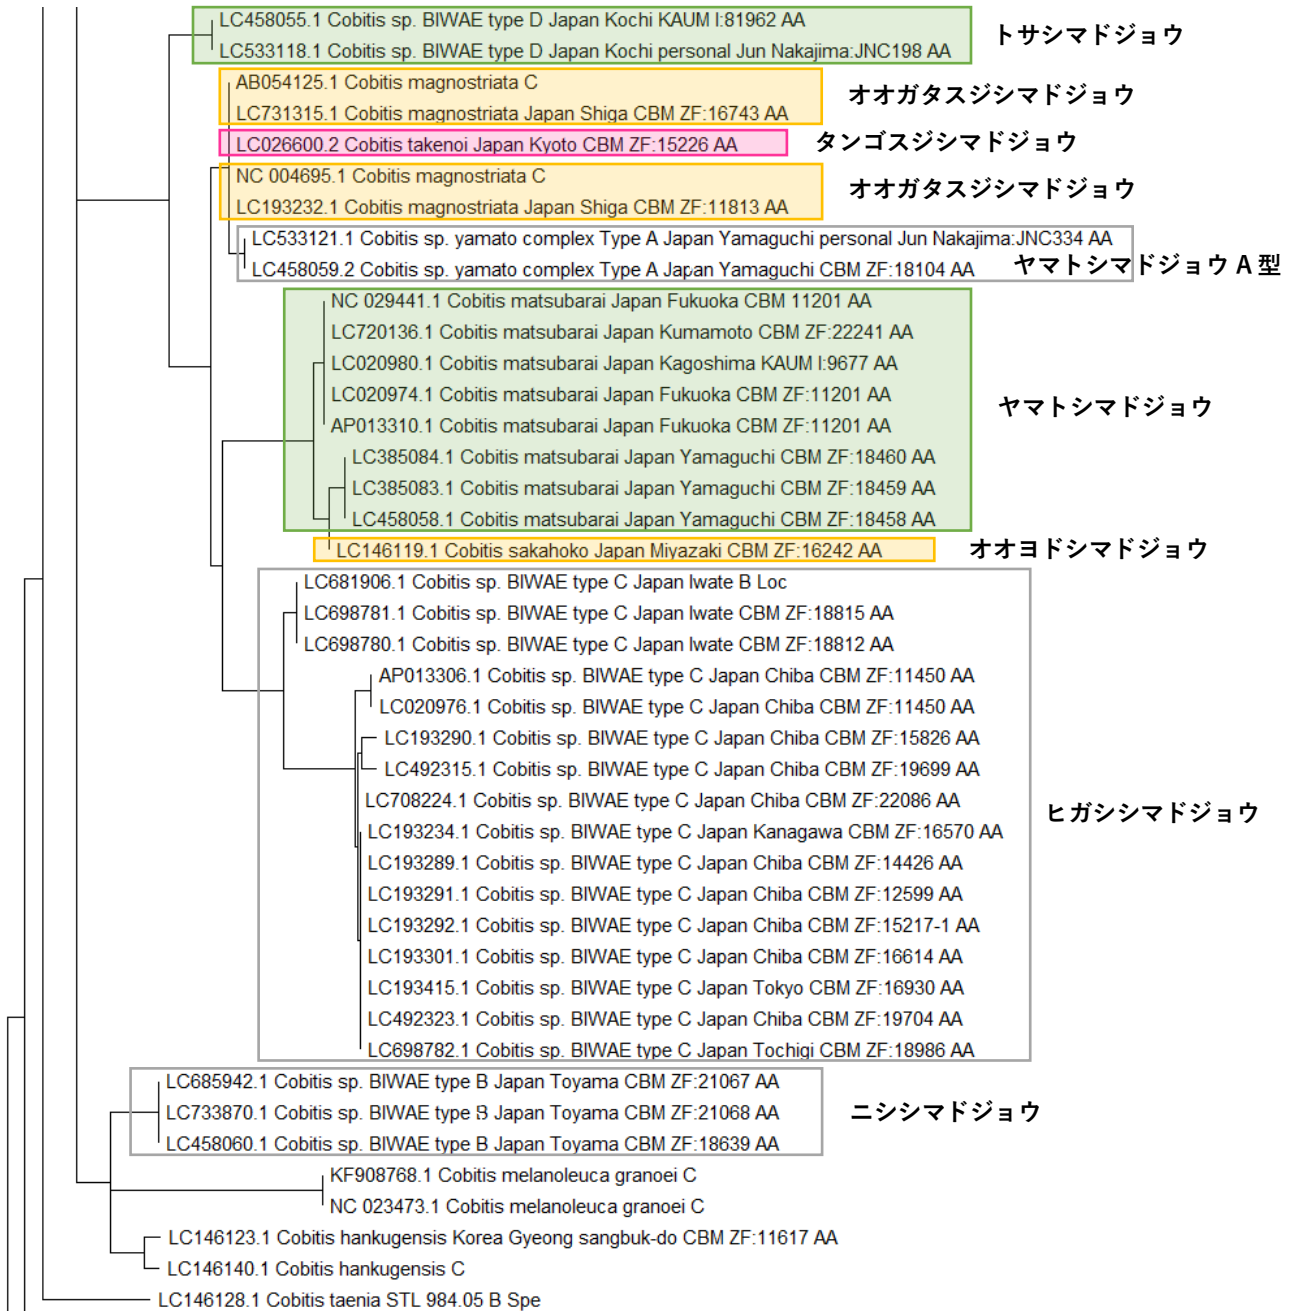 LC458055.1 Cobitis sp. BIWAE type D Japan Kochi KAUM I:81962 AA
トサシマドジョウ
LC533118.1 Cobitis sp. BIWAE type D Japan Kochi personal Jun Nakajima:JNC198 AA
AB054125.1 Cobitis magnostriata C
オオガタスジシマドジョウ
LC731315.1 Cobitis magnostriata Japan Shiga CBM ZF:16743 AA
LC026600.2 Cobitis takenoi Japan Kyoto CBM ZF:15226 AA
タンゴスジシマドジョウ
NC 004695.1 Cobitis magnostriata C
オオガタスジシマドジョウ
LC193232.1 Cobitis magnostriata Japan Shiga CBM ZF:11813 AA
LC533121.1 Cobitis sp. yamato complex Type A Japan Yamaguchi personal Jun Nakajima:JNC334 AA
LC458059.2 Cobitis sp. yamato complex Type A Japan Yamaguchi CBM ZF:18104 AA
ヤマトシマドジョウ A 型
NC 029441.1 Cobitis matsubarai Japan Fukuoka CBM 11201 AA
LC720136.1 Cobitis matsubarai Japan Kumamoto CBM ZF:22241 AA
LC020980.1 Cobitis matsubarai Japan Kagoshima KAUM I:9677 AA
LC020974.1 Cobitis matsubarai Japan Fukuoka CBM ZF:11201 AA
ヤマトシマドジョウ
AP013310.1 Cobitis matsubarai Japan Fukuoka CBM ZF:11201 AA
LC385084.1 Cobitis matsubarai Japan Yamaguchi CBM ZF:18460 AA
LC385083.1 Cobitis matsubarai Japan Yamaguchi CBM ZF:18459 AA
LC458058.1 Cobitis matsubarai Japan Yamaguchi CBM ZF:18458 AA
LC146119.1 Cobitis sakahoko Japan Miyazaki CBM ZF:16242 AA
オオヨドシマドジョウ
LC681906.1 Cobitis sp. BIWAE type C Japan Iwate B Loc
LC698781.1 Cobitis sp. BIWAE type C Japan Iwate CBM ZF:18815 AA
LC698780.1 Cobitis sp. BIWAE type C Japan Iwate CBM ZF:18812 AA
AP013306.1 Cobitis sp. BIWAE type C Japan Chiba CBM ZF:11450 AA
LC020976.1 Cobitis sp. BIWAE type C Japan Chiba CBM ZF:11450 AA
LC193290.1 Cobitis sp. BIWAE type C Japan Chiba CBM ZF:15826 AA
LC492315.1 Cobitis sp. BIWAE type C Japan Chiba CBM ZF:19699 AA
LC708224.1 Cobitis sp. BIWAE type C Japan Chiba CBM ZF:22086 AA
ヒガシシマドジョウ
LC193234.1 Cobitis sp. BIWAE type C Japan Kanagawa CBM ZF:16570 AA
LC193289.1 Cobitis sp. BIWAE type C Japan Chiba CBM ZF:14426 AA
LC193291.1 Cobitis sp. BIWAE type C Japan Chiba CBM ZF:12599 AA
LC193292.1 Cobitis sp. BIWAE type C Japan Chiba CBM ZF:15217-1 AA
LC193301.1 Cobitis sp. BIWAE type C Japan Chiba CBM ZF:16614 AA
LC193415.1 Cobitis sp. BIWAE type C Japan Tokyo CBM ZF:16930 AA
LC492323.1 Cobitis sp. BIWAE type C Japan Chiba CBM ZF:19704 AA
LC698782.1 Cobitis sp. BIWAE type C Japan Tochigi CBM ZF:18986 AA
LC685942.1 Cobitis sp. BIWAE type B Japan Toyama CBM ZF:21067 AA
LC733870.1 Cobitis sp. BIWAE type B Japan Toyama CBM ZF:21068 AA
ニシシマドジョウ
LC458060.1 Cobitis sp. BIWAE type B Japan Toyama CBM ZF:18639 AA
KF908768.1 Cobitis melanoleuca granoei C
NC 023473.1 Cobitis melanoleuca granoei C
LC146123.1 Cobitis hankugensis Korea Gyeong sangbuk-do CBM ZF:11617 AA
LC146140.1 Cobitis hankugensis C
LC146128.1 Cobitis taenia STL 984.05 B Spe